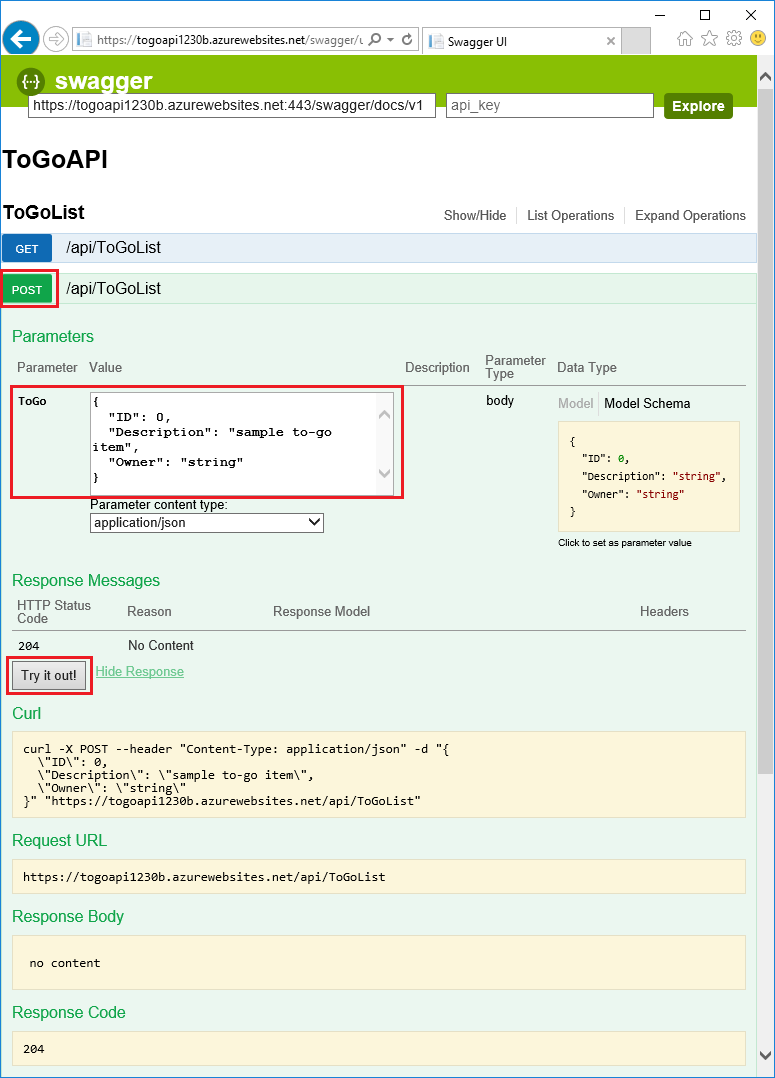 https://togoapi1230b.azurewebsites.net/swagger/u
Swagger UI
{···} swagger
https://togoapi1230b.azurewebsites.net:443/swagger/docs/v1 api_key Explore
ToGoAPI
ToGoList Show/Hide List Operations Expand Operations
GET /api/ToGoList
POST /api/ToGoList
Parameters
Parameter Value Description Parameter Type Data Type
ToGo
{
"ID": 0,
"Description": "sample to-go
item",
"Owner": "string"
}
Parameter content type:
application/json
body
Model Model Schema
{
"ID": 0,
"Description": "string",
"Owner": "string"
}
Click to set as parameter value
Response Messages
HTTP Status Code Reason Response Model Headers
204 No Content
Try it out! Hide Response
Curl
curl -X POST --header "Content-Type: application/json" -d "{
\"ID\": 0,
\"Description\": \"sample to-go item\",
\"Owner\": \"string\"
}" "https://togoapi1230b.azurewebsites.net/api/ToGoList"
Request URL
https://togoapi1230b.azurewebsites.net/api/ToGoList
Response Body
no content
Response Code
204